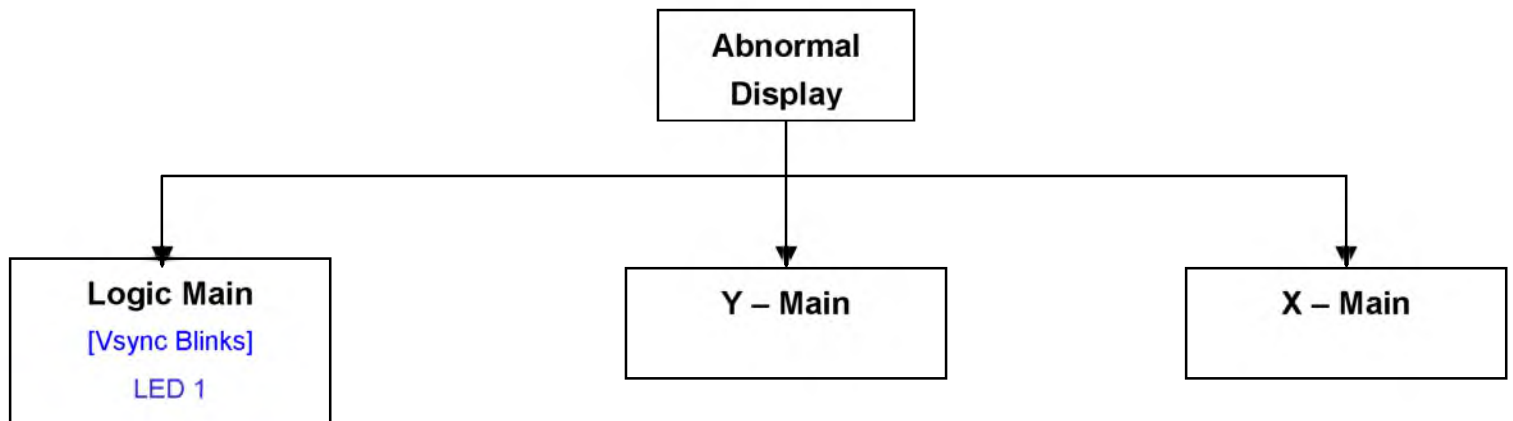 Abnormal
Display
Logic Main
[Vsync Blinks]
LED 1
Y – Main
X – Main